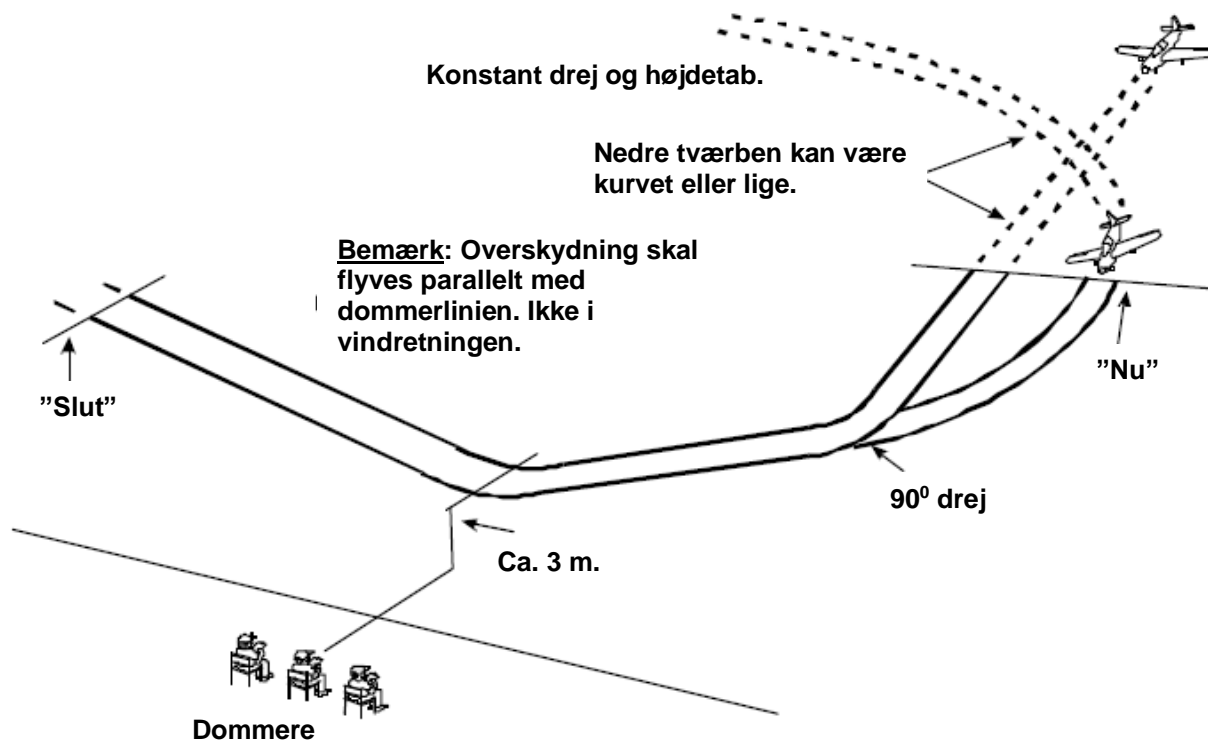 Konstant drej og højdetab.
Nedre tværben kan være
kurvet eller lige.
Bemærk: Overskydning skal
flyves parallelt med
dommerlinien. Ikke i
vindretningen.
”Nu”
”Slut”
90⁰ drej
Ca. 3 m.
Dommere